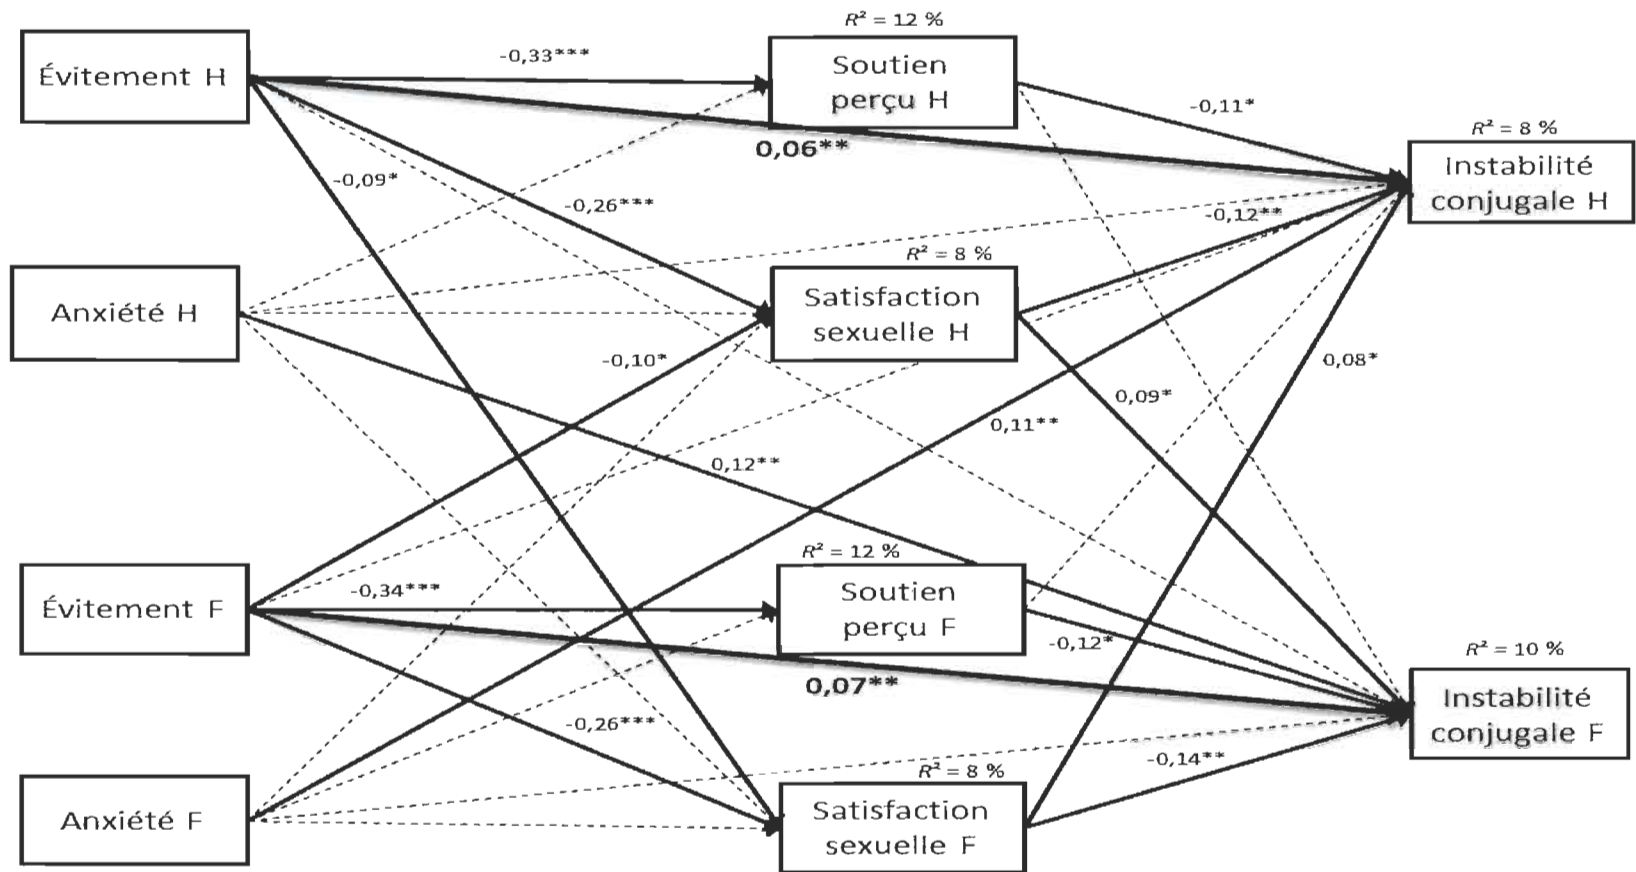 R² = 12 %
Évitement H
-0,33***
Soutien
perçu H
-0,11*
R² = 8 %
0,06**
Instabilité
conjugale H
-0,09*
-0,26***
-0,12**
R² = 8 %
Anxiété H
Satisfaction
sexuelle H
-0,10*
0,08*
0,09*
0,11**
0,12**
R² = 12 %
Évitement F
-0,34***
Soutien
perçu F
-0,12*
R² = 10 %
0,07**
Instabilité
conjugale F
-0,26***
-0,14**
R² = 8 %
Anxiété F
Satisfaction
sexuelle F